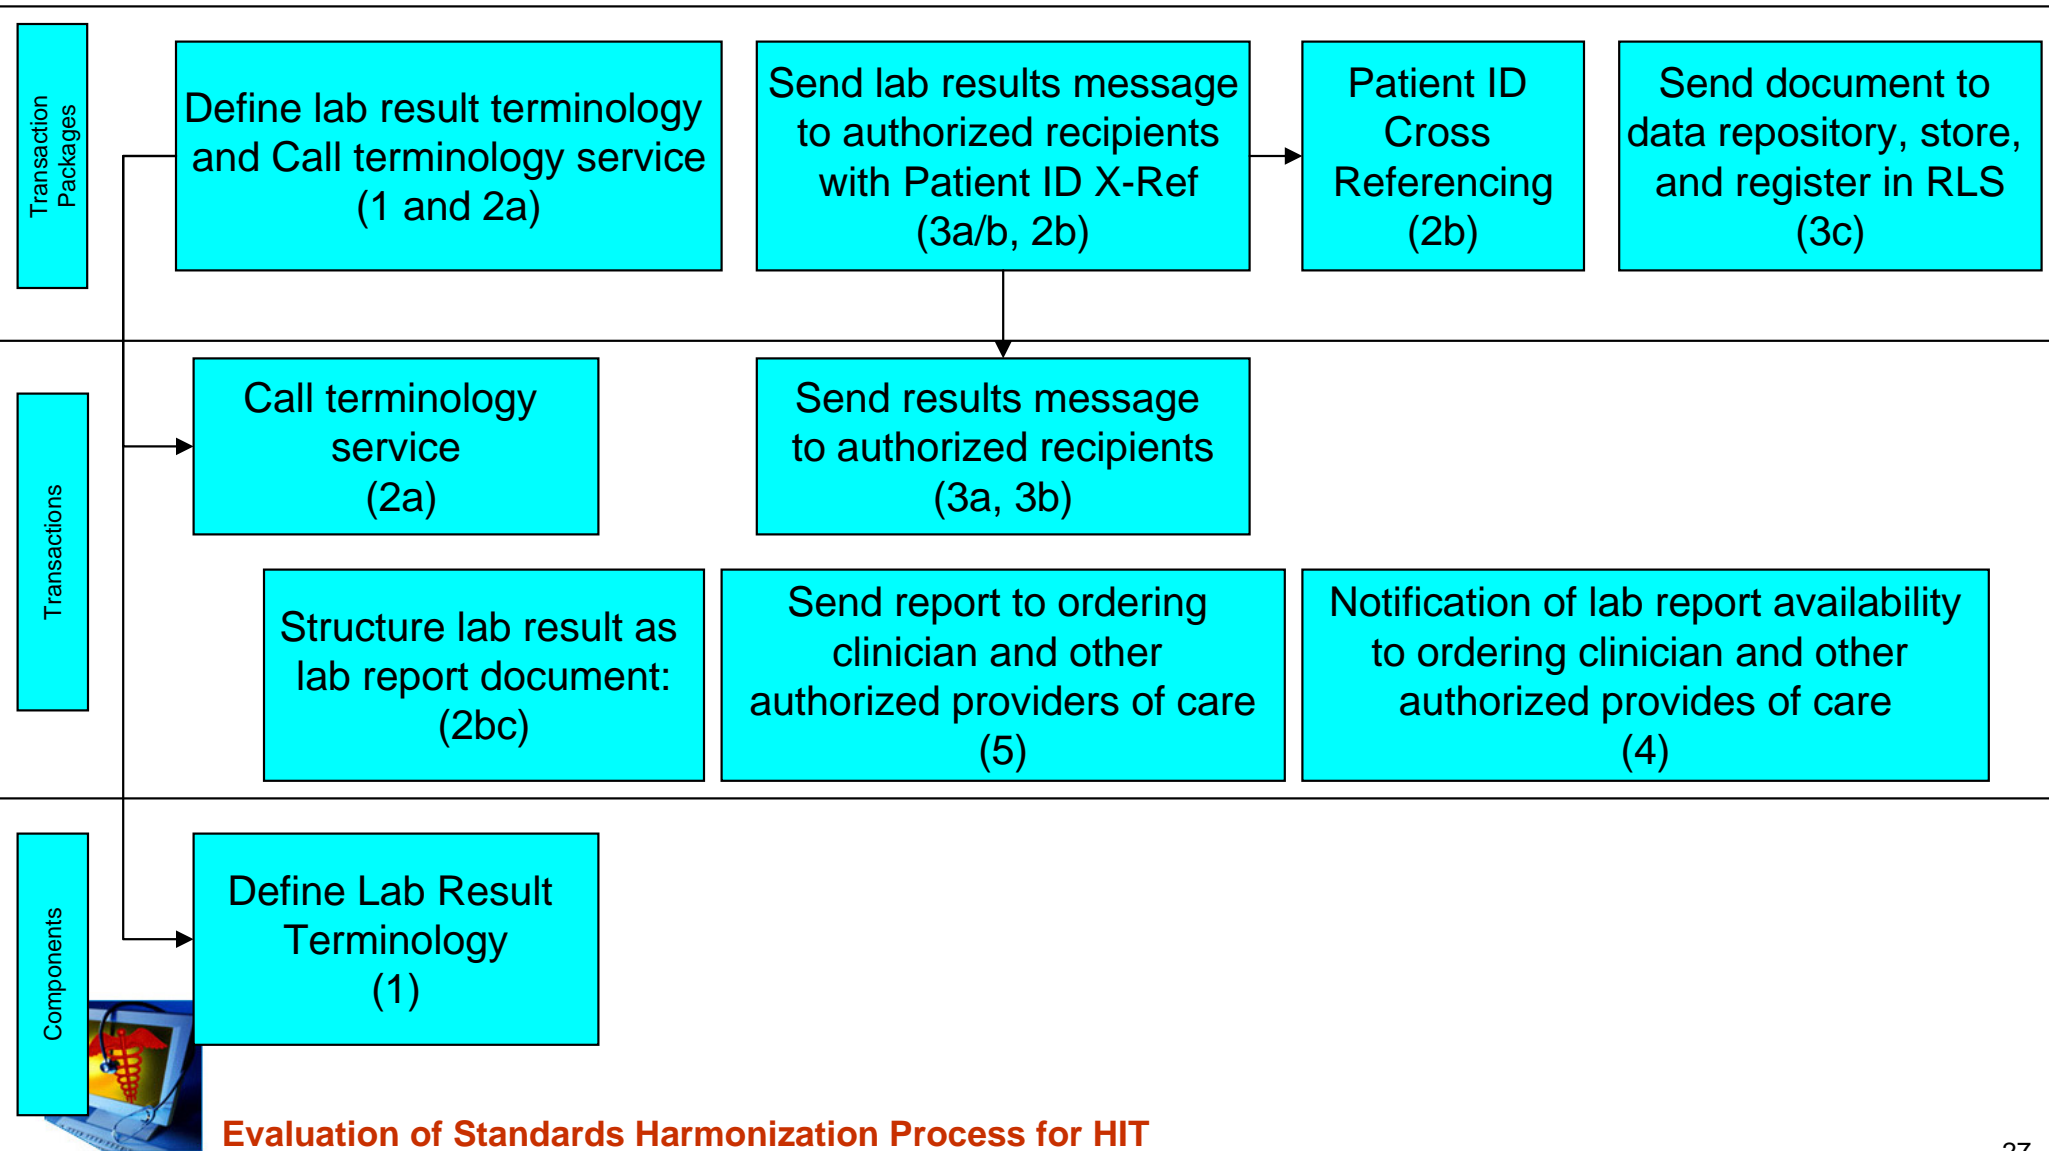 Transaction
Packages
Define lab result terminology
and Call terminology service
(1 and 2a)
Send lab results message
to authorized recipients
with Patient ID X-Ref
(3a/b, 2b)
Patient ID
Cross
Referencing
(2b)
Send document to
data repository, store,
and register in RLS
(3c)
Transactions
Call terminology
service
(2a)
Send results message
to authorized recipients
(3a, 3b)
Structure lab result as
lab report document:
(2bc)
Send report to ordering
clinician and other
authorized providers of care
(5)
Notification of lab report availability
to ordering clinician and other
authorized provides of care
(4)
Components
Define Lab Result
Terminology
(1)
Evaluation of Standards Harmonization Process for HIT
27